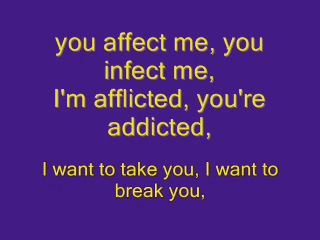 you affect me, you
infect me,
I'm afflicted, you're
addicted,
I want to take you, I want to
break you,